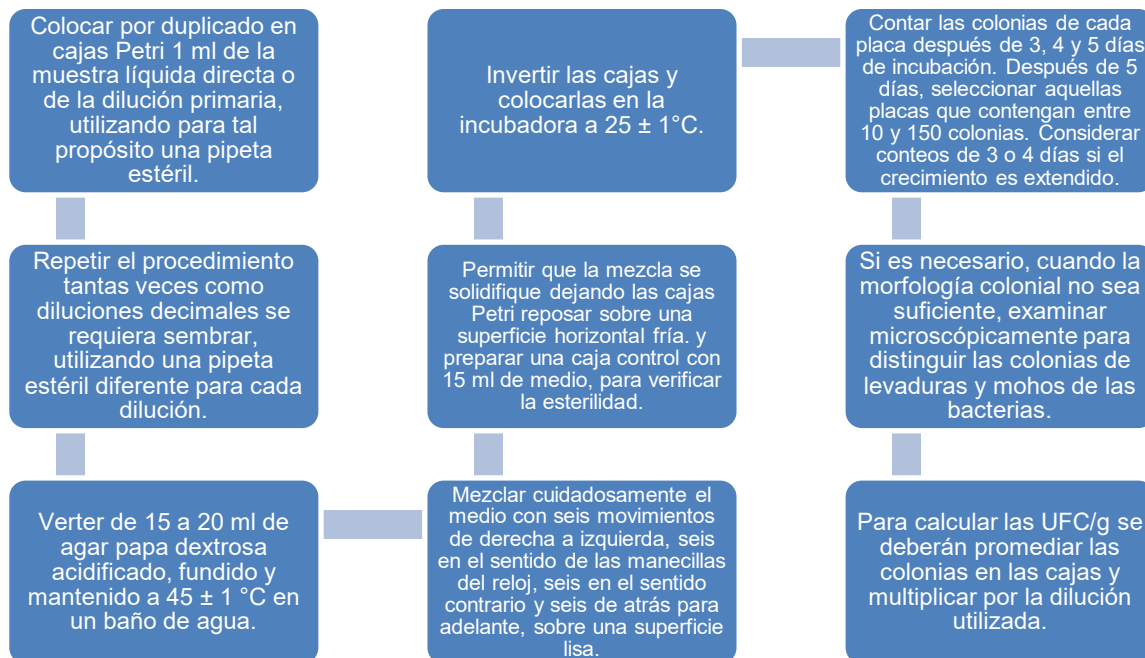 Colocar por duplicado en
cajas Petri 1 ml de la
muestra líquida directa o
de la dilución primaria,
utilizando para tal
propósito una pipeta
estéril.
Repetir el procedimiento
tantas veces como
diluciones decimales se
requiera sembrar,
utilizando una pipeta
estéril diferente para cada
dilución.
Verter de 15 a 20 ml de
agar papa dextrosa
acidificado, fundido y
mantenido a 45 ± 1 °C en
un baño de agua.
Mezclar cuidadosamente el
medio con seis movimientos
de derecha a izquierda, seis
en el sentido de las manecillas
del reloj, seis en el sentido
contrario y seis de atrás para
adelante, sobre una superficie
lisa.
Permitir que la mezcla se
solidifique dejando las cajas
Petri reposar sobre una
superficie horizontal fría. y
preparar una caja control con
15 ml de medio, para verificar
la esterilidad.
Invertir las cajas y
colocarlas en la
incubadora a 25 ± 1°C.
Contar las colonias de cada
placa después de 3, 4 y 5 días
de incubación. Después de 5
días, seleccionar aquellas
placas que contengan entre
10 y 150 colonias. Considerar
conteos de 3 o 4 días si el
crecimiento es extendido.
Si es necesario, cuando la
morfología colonial no sea
suficiente, examinar
microscópicamente para
distinguir las colonias de
levaduras y mohos de las
bacterias.
Para calcular las UFC/g se
deberán promediar las
colonias en las cajas y
multiplicar por la dilución
utilizada.